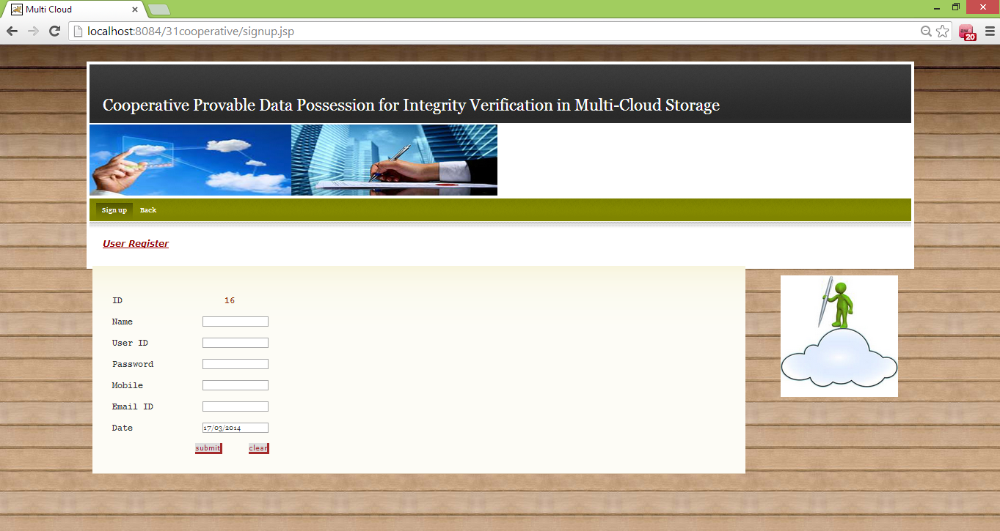 Multi Cloud
localhost:8084/31cooperative/signup.jsp
20
Cooperative Provable Data Possession for Integrity Verification in Multi-Cloud Storage
Sign up Back
User Register
ID 16
Name
User ID
Password
Mobile
Email ID
Date 17/03/2014
submit clear